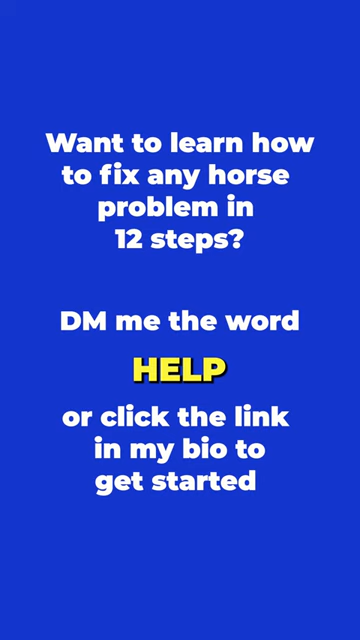 Want to learn how
to fix any horse
problem in
12 steps?
DM me the word
HELP
or click the link
in my bio to
get started